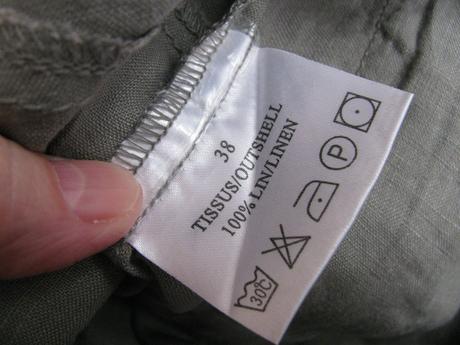 38
TISSUS/OUTSHELL
100% LIN/LINEN
30°C
P